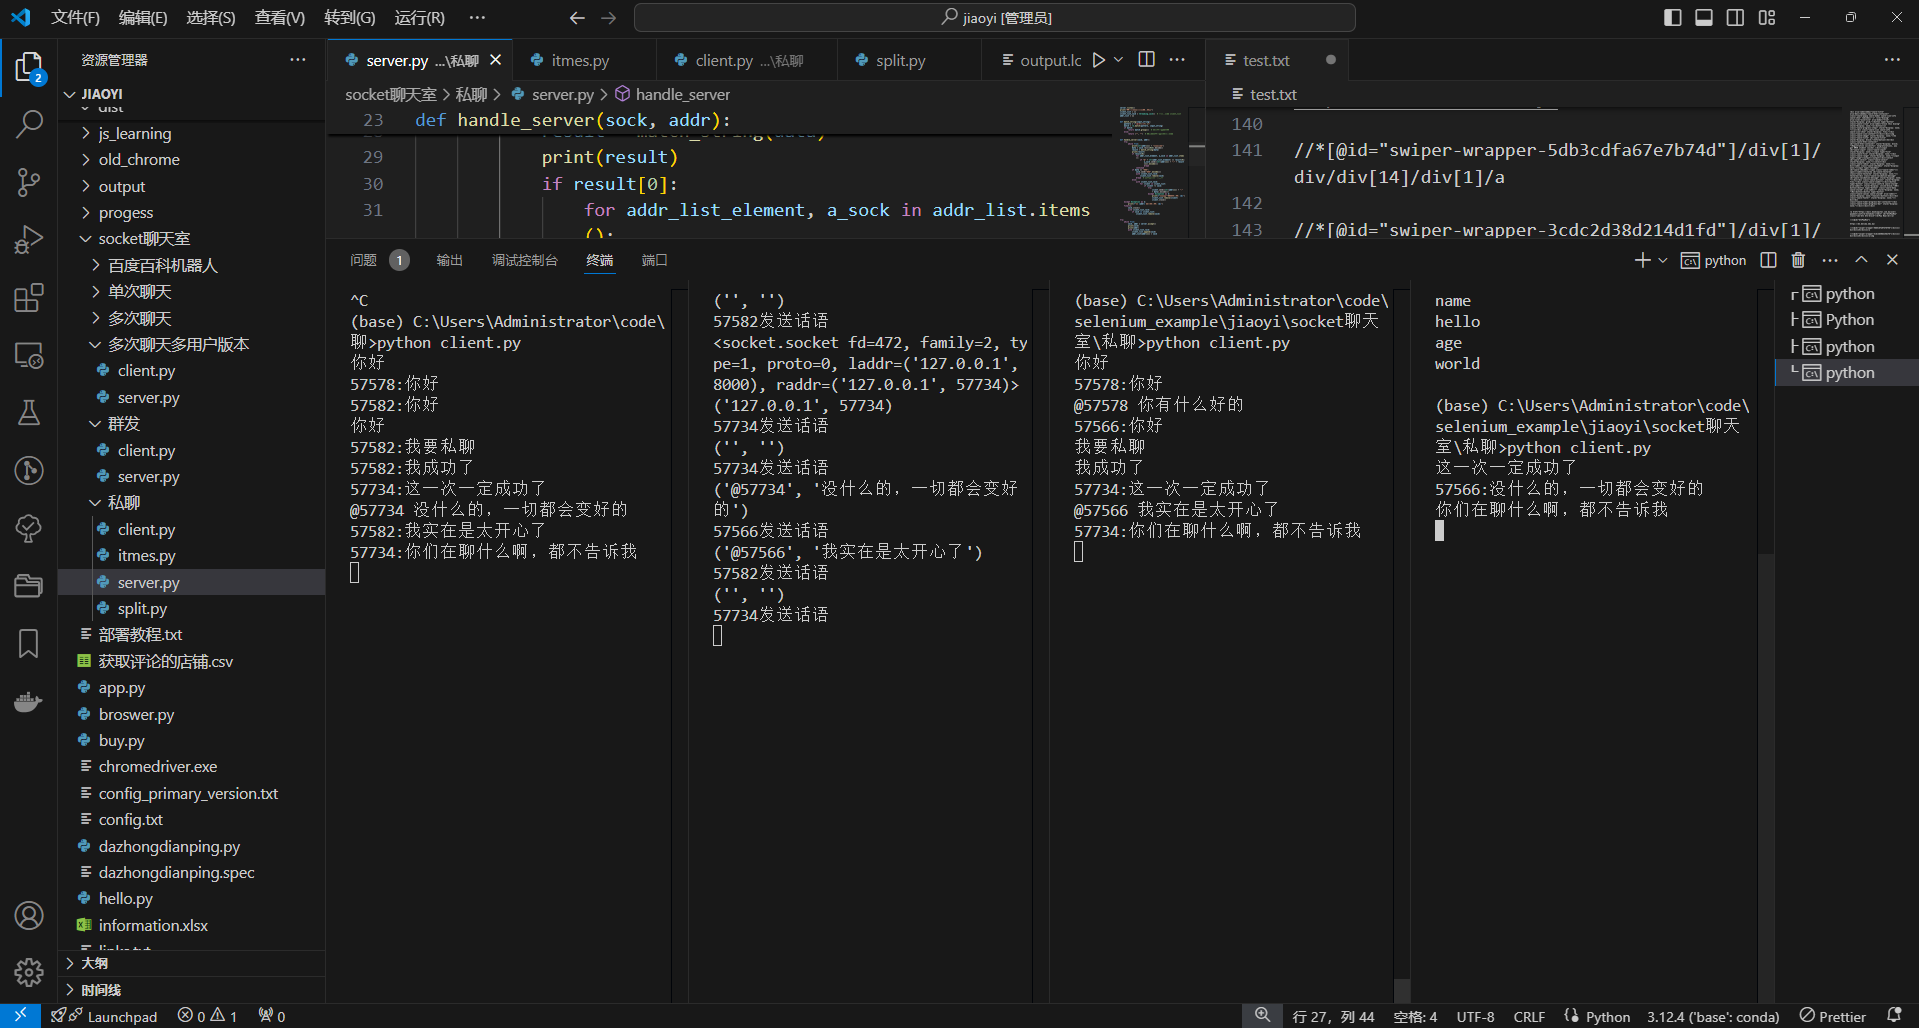 文件(F) 编辑(E) 选择(S) 查看(V) 转到(G) 运行(R) ··· jiaoyi [管理员]
资源管理器
JIAOYI
dist
js_learning
old_chrome
output
progess
socket聊天室
百度百科机器人
单次聊天
多次聊天
多次聊天多用户版本
client.py
server.py
群发
client.py
server.py
私聊
client.py
itmes.py
server.py
split.py
部署教程.txt
获取评论的店铺.csv
app.py
broswer.py
buy.py
chromedriver.exe
config_primary_version.txt
config.txt
dazhongdianping.py
dazhongdianping.spec
hello.py
information.xlsx
大纲
时间线
server.py ...\私聊 itmes.py client.py ...\私聊 split.py output.lc
socket聊天室 > 私聊 > server.py > handle_server
23 def handle_server(sock, addr):
29 print(result)
30 if result[0]:
31 for addr_list_element, a_sock in addr_list.items
():
test.txt
test.txt
140
141 //*[@id="swiper-wrapper-5db3cdfa67e7b74d"]/div[1]/
div/div[14]/div[1]/a
142
143 //*[@id="swiper-wrapper-3cdc2d38d214d1fd"]/div[1]/
问题 1 输出 调试控制台 终端 端口 python
^C
(base) C:\Users\Administrator\code\
聊>python client.py
你好
57578:你好
57582:你好
你好
57582:我要私聊
57582:我成功了
57734:这一次一定成功了
@57734 没什么的，一切都会变好的
57582:我实在是太开心了
57734:你们在聊什么啊，都不告诉我
('', '')
57582发送话语
<socket.socket fd=472, family=2, ty
pe=1, proto=0, laddr=('127.0.0.1',
8000), raddr=('127.0.0.1', 57734)>
('127.0.0.1', 57734)
57734发送话语
('', '')
57734发送话语
('@57734', '没什么的，一切都会变好
的')
57566发送话语
('@57566', '我实在是太开心了')
57582发送话语
('', '')
57734发送话语
(base) C:\Users\Administrator\code\
selenium_example\jiaoyi\socket聊天
室\私聊>python client.py
你好
57578:你好
@57578 你有什么好的
57566:你好
我要私聊
我成功了
57734:这一次一定成功了
@57566 我实在是太开心了
57734:你们在聊什么啊，都不告诉我
name
hello
age
world
(base) C:\Users\Administrator\code\
selenium_example\jiaoyi\socket聊天
室\私聊>python client.py
这一次一定成功了
57566:没什么的，一切都会变好的
你们在聊什么啊，都不告诉我
python
Python
python
python
Launchpad 0 1 0 行 27，列 44 空格: 4 UTF-8 CRLF Python 3.12.4 ('base': conda) Prettier